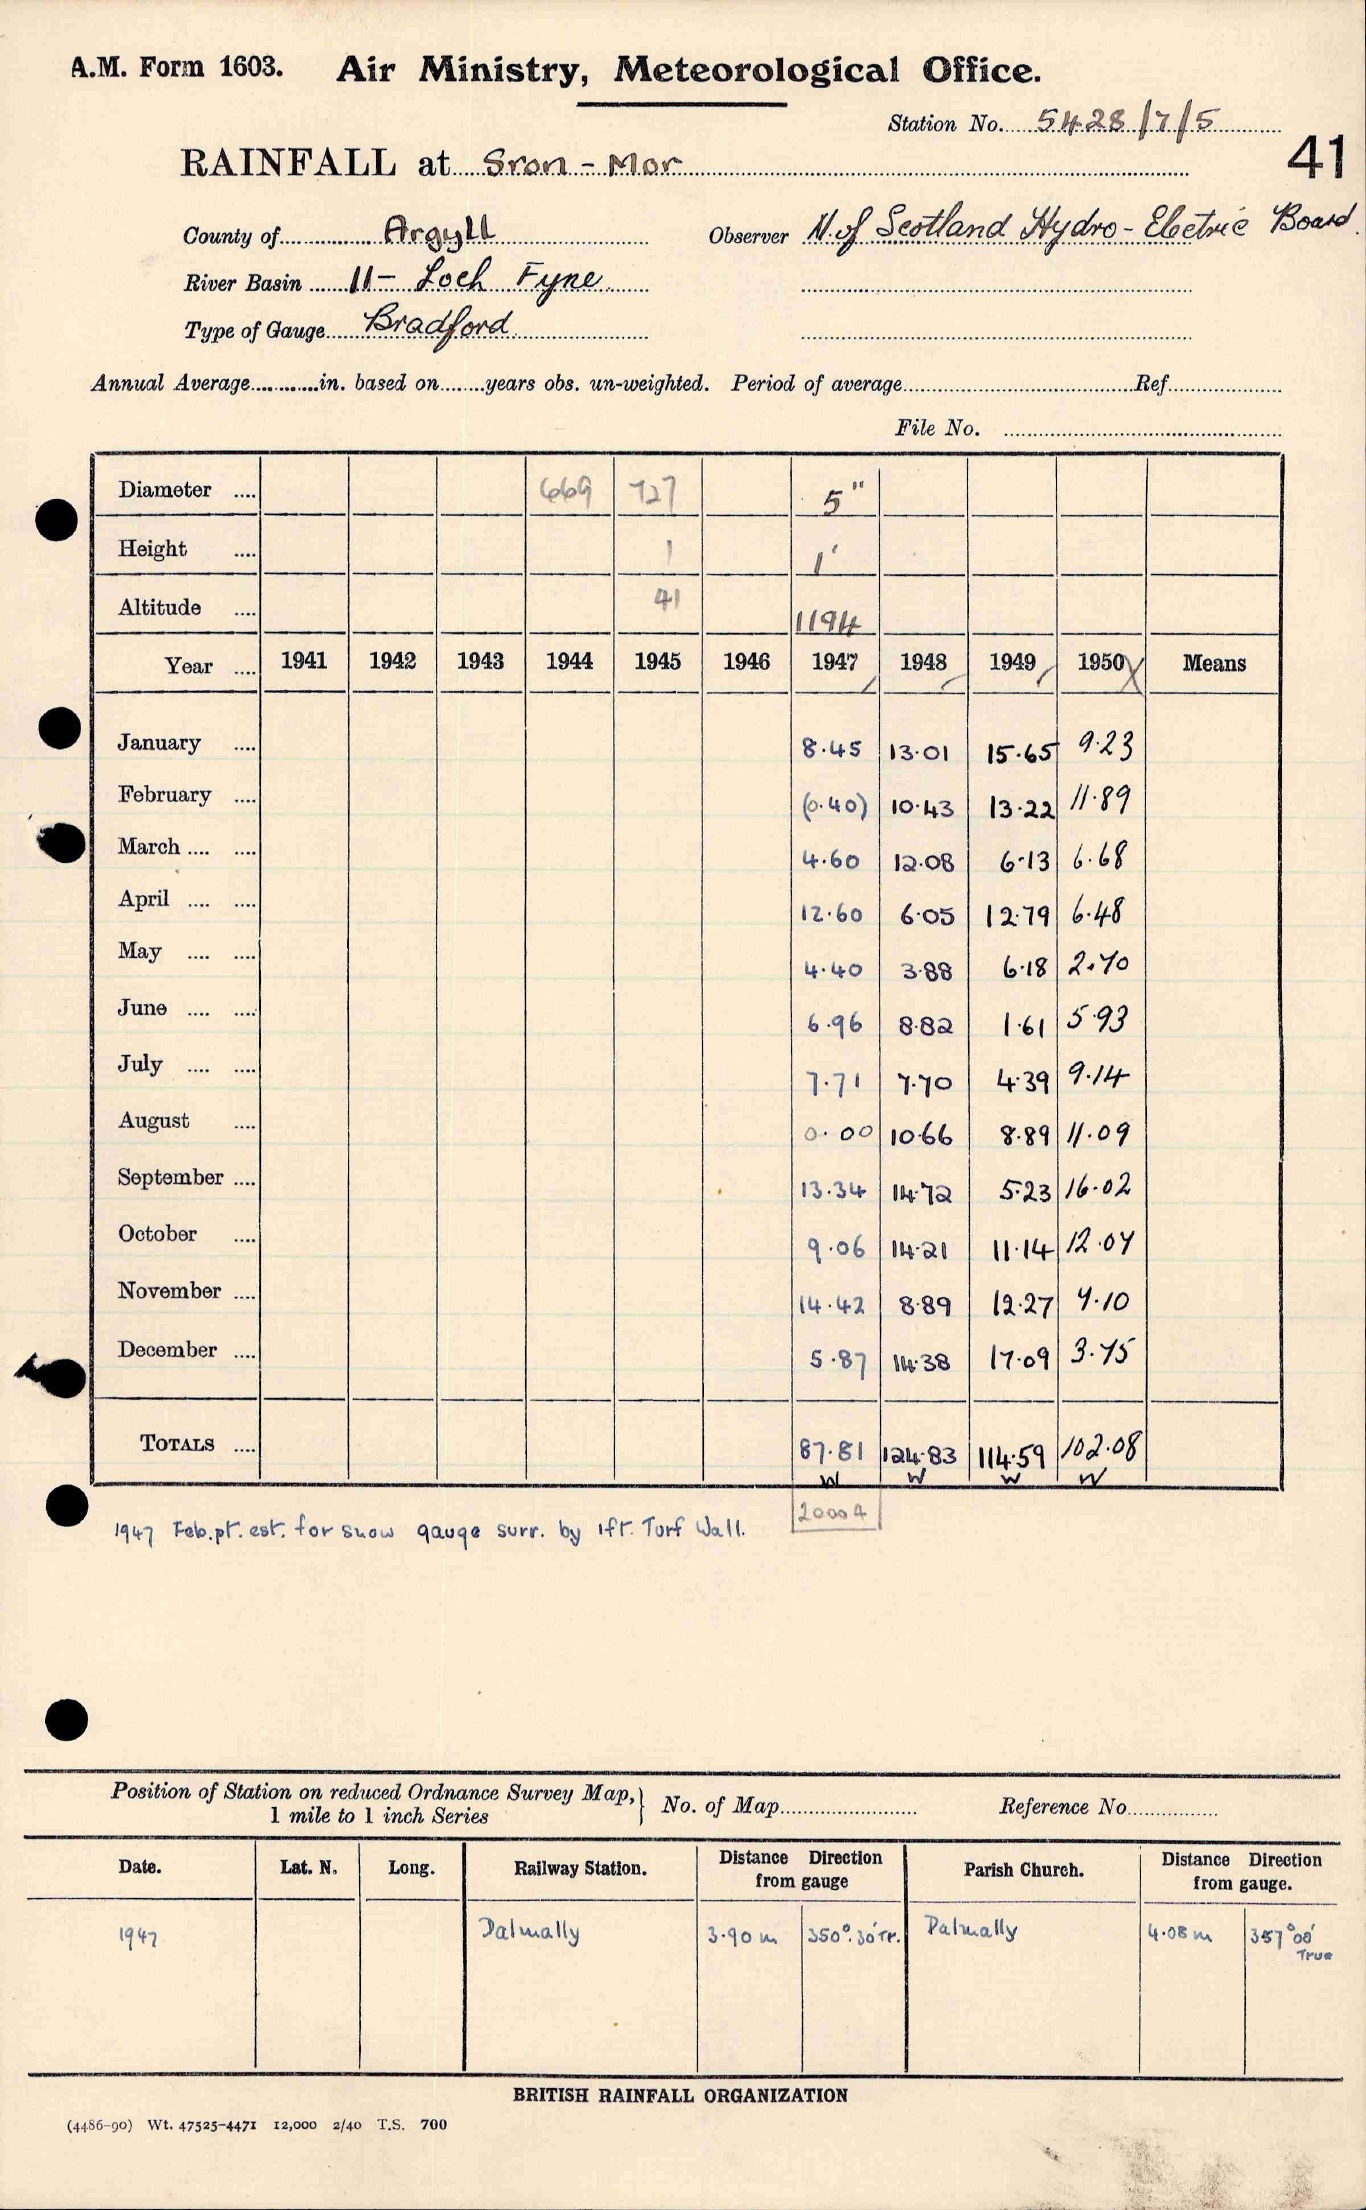 A.M. Form 1603. Air Ministry, Meteorological Office.
Station No. 5428/7/5
RAINFALL at Sron-Mor 41
County of Argyll Observer N. of Scotland Hydro-Electric Board.
River Basin 11- Loch Fyne
Type of Gauge Bradford
Annual Average in. based on years obs. un-weighted. Period of average Ref
File No.
Diameter 669 727 5"
Height 1 1'
Altitude 41 1194
Year 1941 1942 1943 1944 1945 1946 1947 1948 1949 1950 Means
January 8.45 13.01 15.65 9.23
February (0.40) 10.43 13.22 11.89
March 4.60 12.08 6.13 6.68
April 12.60 6.05 12.79 6.48
May 4.40 3.88 6.18 2.70
June 6.96 8.82 1.61 5.93
July 7.71 7.70 4.39 9.14
August 0.00 10.66 8.89 11.09
September 13.34 14.72 5.23 16.02
October 9.06 14.21 11.14 12.07
November 14.42 8.89 12.27 7.10
December 5.87 14.38 17.09 3.75
TOTALS 87.81 124.83 114.59 102.08
W W W W
1947 Feb. pt. est. for snow gauge surr. by 1ft. Turf Wall. 20004
Position of Station on reduced Ordnance Survey Map, No. of Map Reference No
1 mile to 1 inch Series
Date. Lat. N. Long. Railway Station. Distance from gauge Direction Parish Church. Distance from gauge. Direction
1947 Dalmally 3.90 m 350°.30' Tr. Dalmally 4.08 m 357°00' True
BRITISH RAINFALL ORGANIZATION
(4486-90) Wt. 47525-4471 12,000 2/40 T.S. 700